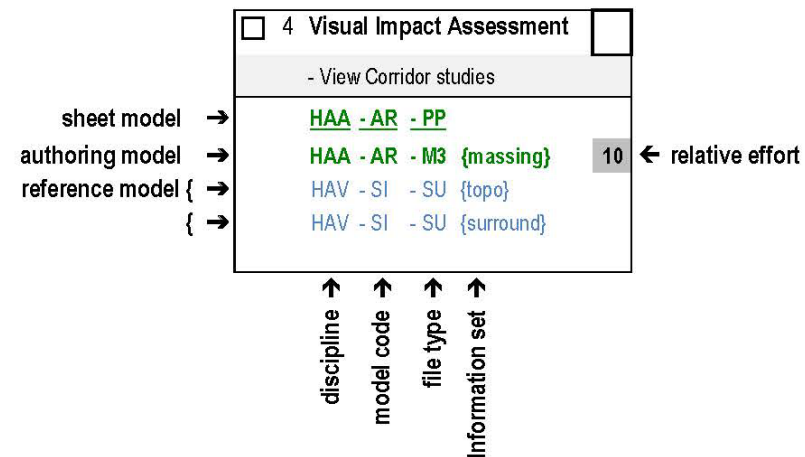 4 Visual Impact Assessment
- View Corridor studies
sheet model → HAA - AR - PP
authoring model → HAA - AR - M3 {massing} 10 ← relative effort
reference model { → HAV - SI - SU {topo}
{ → HAV - SI - SU {surround}
↑ ↑ ↑ ↑
discipline
model code
file type
Information set